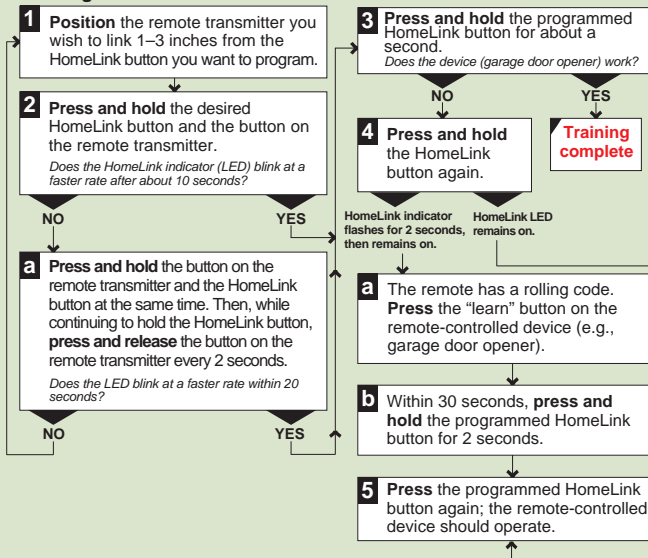 1 Position the remote transmitter you
wish to link 1–3 inches from the
HomeLink button you want to program.
2 Press and hold the desired
HomeLink button and the button on
the remote transmitter.
Does the HomeLink indicator (LED) blink at a
faster rate after about 10 seconds?
NO
YES
a Press and hold the button on the
remote transmitter and the HomeLink
button at the same time. Then, while
continuing to hold the HomeLink button,
press and release the button on the
remote transmitter every 2 seconds.
Does the LED blink at a faster rate within 20
seconds?
NO
YES
3 Press and hold the programmed
HomeLink button for about a
second.
Does the device (garage door opener) work?
NO
YES
4 Press and hold
the HomeLink
button again.
Training
complete
HomeLink indicator
flashes for 2 seconds,
then remains on.
HomeLink LED
remains on.
a The remote has a rolling code.
Press the “learn” button on the
remote-controlled device (e.g.,
garage door opener).
b Within 30 seconds, press and
hold the programmed HomeLink
button for 2 seconds.
5 Press the programmed HomeLink
button again; the remote-controlled
device should operate.